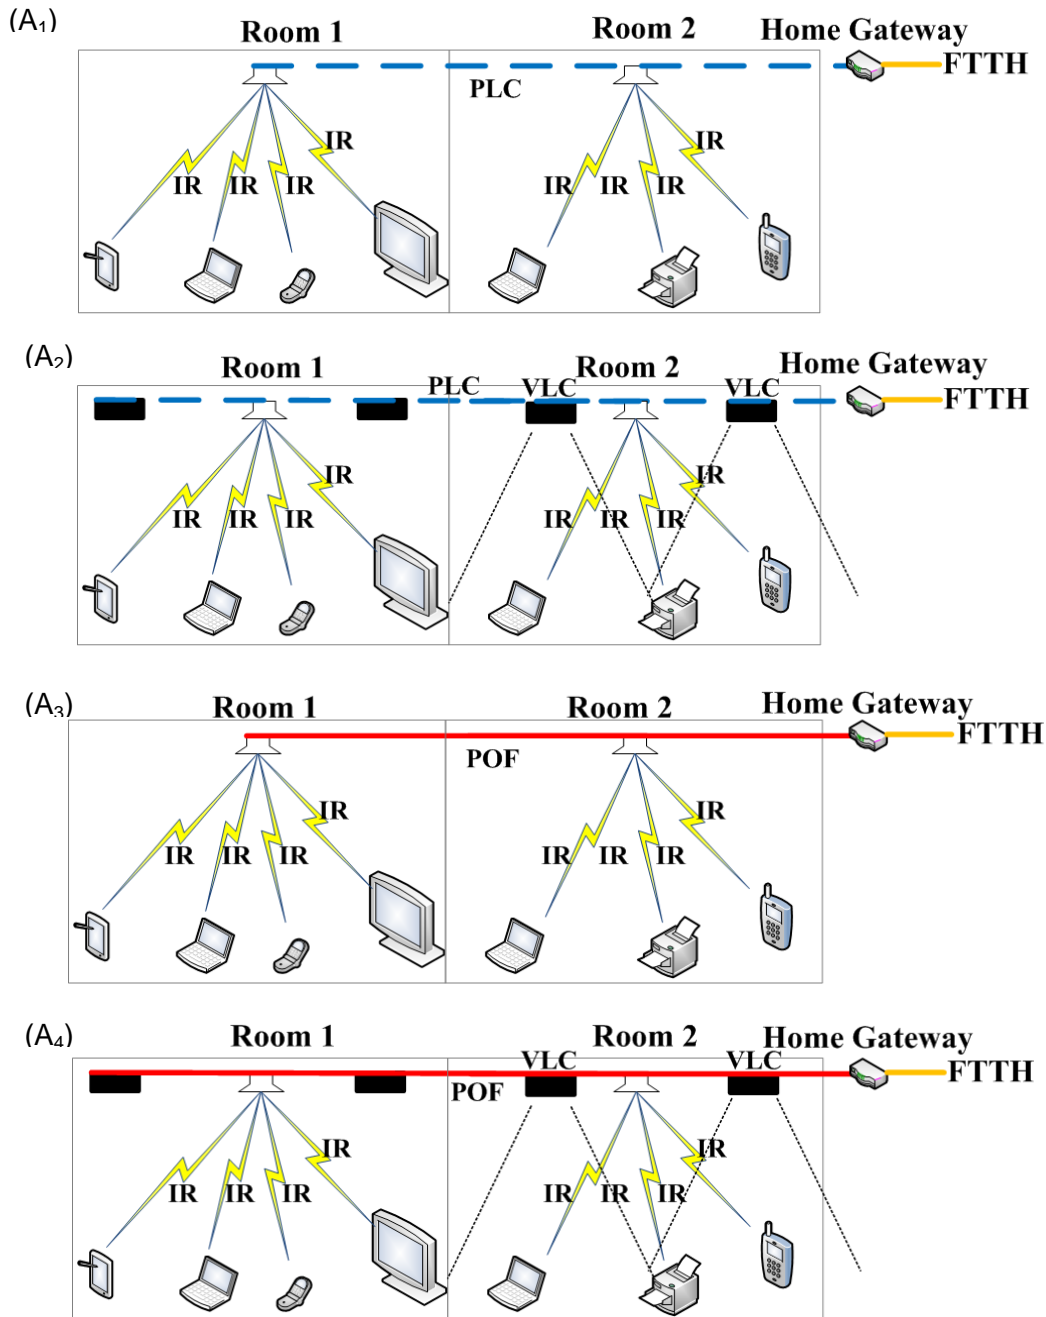 (A1)
Room 1
Room 2
Home Gateway
FTTH
PLC
IR
IR
IR
IR
IR
IR
IR
IR
(A2)
Room 1
Room 2
Home Gateway
PLC
VLC
VLC
FTTH
IR
IR
IR
IR
IR
IR
IR
IR
(A3)
Room 1
Room 2
Home Gateway
FTTH
POF
IR
IR
IR
IR
IR
IR
IR
IR
(A4)
Room 1
Room 2
Home Gateway
VLC
VLC
FTTH
POF
IR
IR
IR
IR
IR
IR
IR
IR